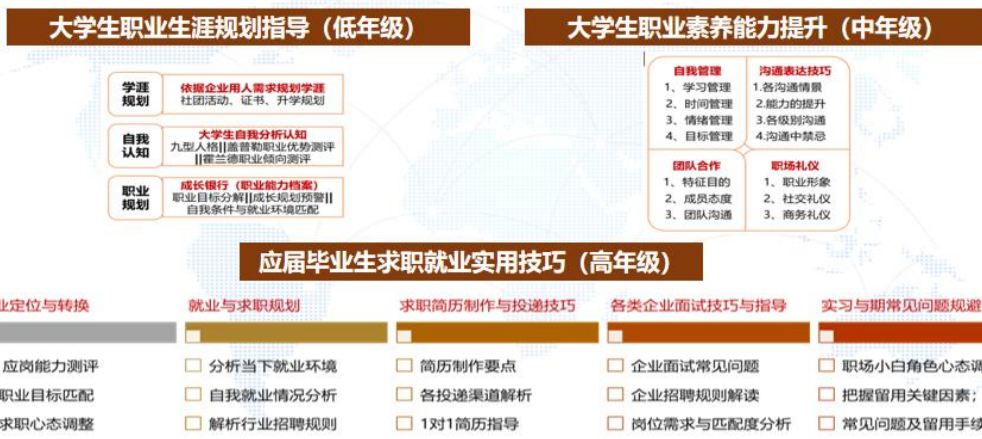 大学生职业生涯规划指导（低年级）
学涯
规划
依据企业用人需求规划学涯
社团活动、证书、升学规划
自我
认知
大学生自我分析认知
九型人格||盖普勒职业优势测评
||霍兰德职业倾向测评
职业
规划
成长银行（职业能力档案）
职业目标分解||成长规划预警||
自我条件与就业环境匹配
大学生职业素养能力提升（中年级）
自我管理
1、学习管理
2、时间管理
3、情绪管理
4、目标管理
沟通表达技巧
1.各沟通情景
2.能力的提升
3.各级别沟通
4.沟通中禁忌
团队合作
1、特征目的
2、成员态度
3、团队沟通
职场礼仪
1、职业形象
2、社交礼仪
3、商务礼仪
应届毕业生求职就业实用技巧（高年级）
业定位与转换
应岗能力测评
职业目标匹配
求职心态调整
就业与求职规划
分析当下就业环境
自我就业情况分析
解析行业招聘规则
求职简历制作与投递技巧
简历制作要点
各投递渠道解析
1对1简历指导
各类企业面试技巧与指导
企业面试常见问题
企业招聘规则解读
岗位需求与匹配度分析
实习与期常见问题规避
职场小白角色心态调
把握留用关键因素；
常见问题及留用手续